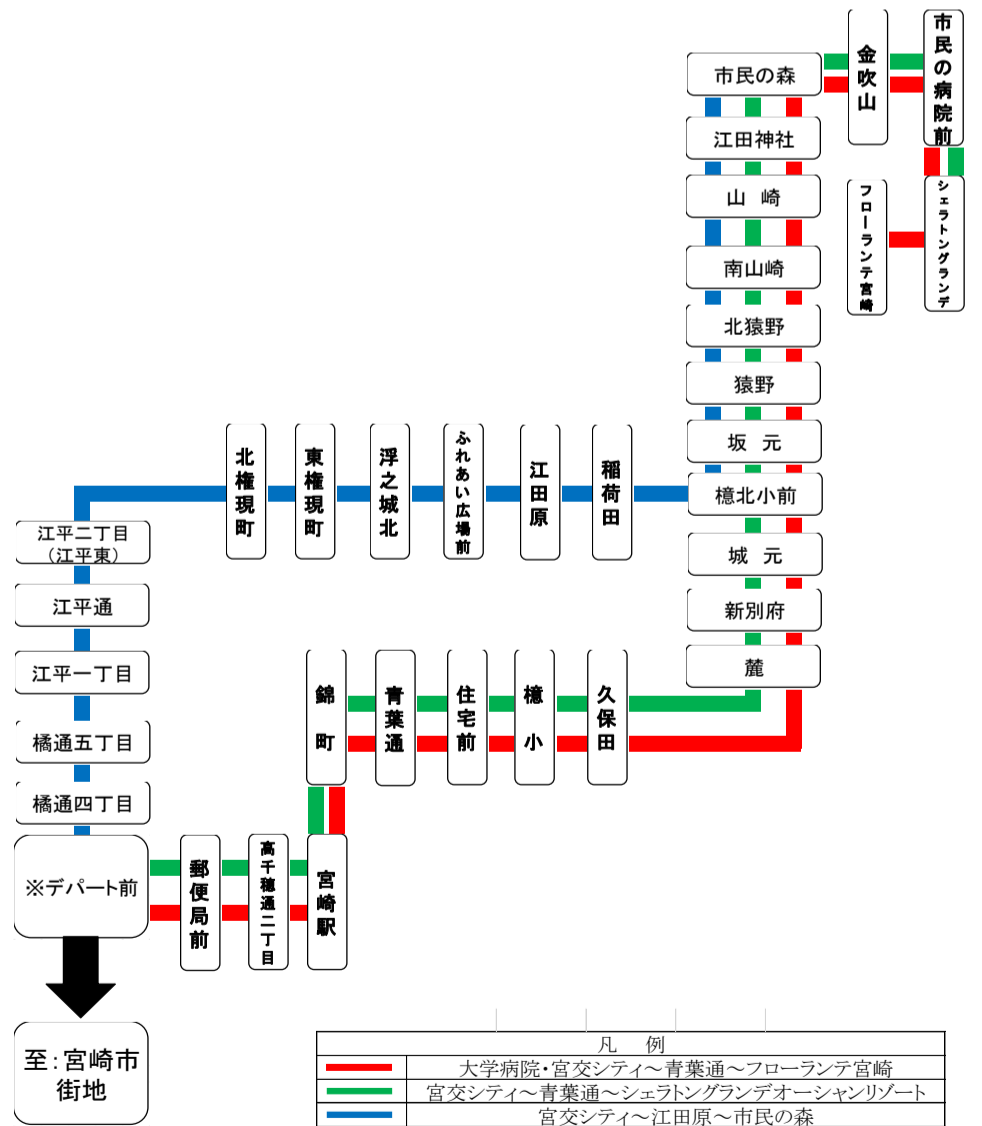 市民の病院前
金吹山
市民の森
江田神社
山　崎
シェラトングランデ
フローランテ宮崎
南山崎
北猿野
猿野
坂　元
檍北小前
稲荷田
江田原
ふれあい広場前
浮之城北
東権現町
北権現町
江平二丁目
（江平東）
江平通
江平一丁目
橘通五丁目
橘通四丁目
城　元
新別府
麓
久保田
檍　小
住宅前
青葉通
錦　町
宮崎駅
高千穂通二丁目
郵便局前
※デパート前
至：宮崎市
街地
凡　例
大学病院・宮交シティ～青葉通～フローランテ宮崎
宮交シティ～青葉通～シェラトングランデオーシャンリゾート
宮交シティ～江田原～市民の森